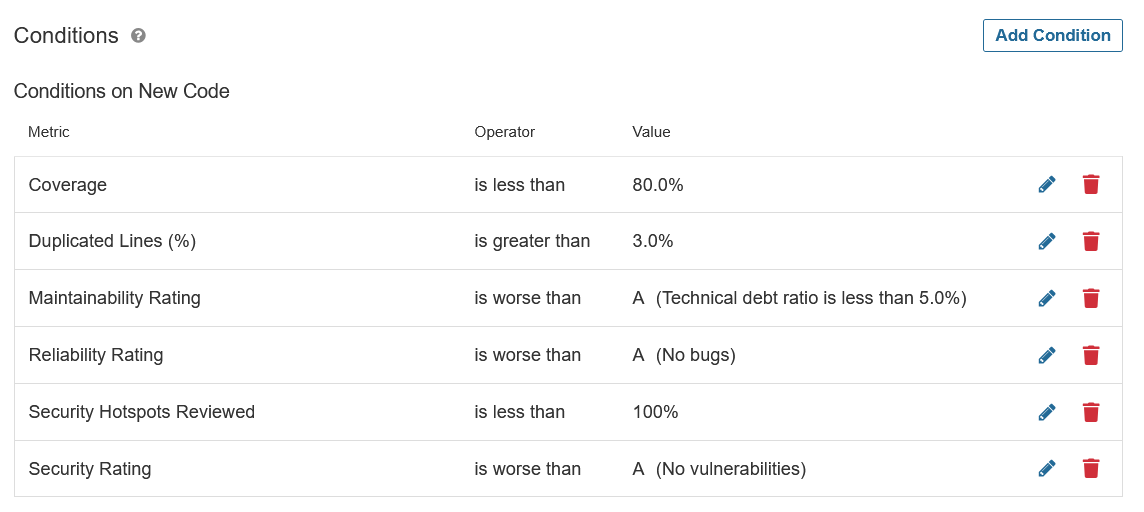 Conditions ?
Add Condition
Conditions on New Code
Metric Operator Value
Coverage is less than 80.0%
Duplicated Lines (%) is greater than 3.0%
Maintainability Rating is worse than A (Technical debt ratio is less than 5.0%)
Reliability Rating is worse than A (No bugs)
Security Hotspots Reviewed is less than 100%
Security Rating is worse than A (No vulnerabilities)